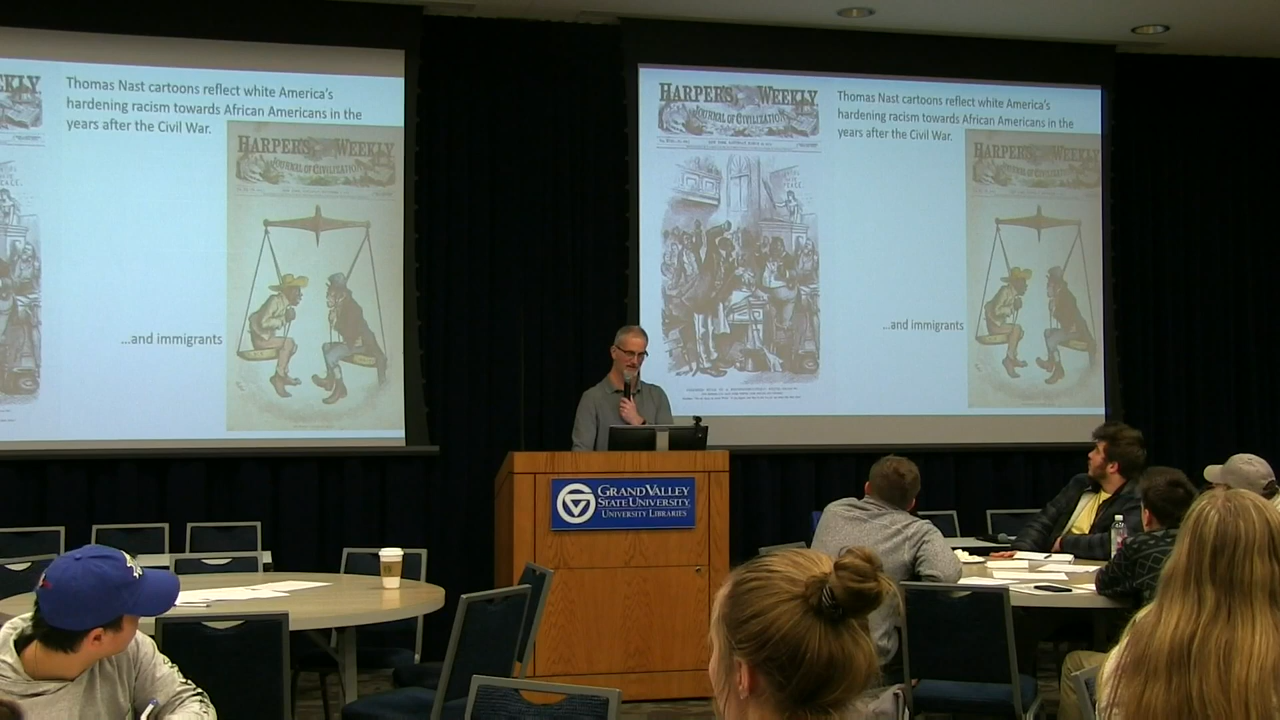 KLY
Thomas Nast cartoons reflect white America's
hardening racism towards African Americans in the
years after the Civil War.
HARPER'S WEEKLY
JOURNAL OF CIVILIZATION
...and immigrants
HARPER'S WEEKLY
JOURNAL OF CIVILIZATION
PEACE.
Thomas Nast cartoons reflect white America's
hardening racism towards African Americans in the
years after the Civil War.
HARPER'S WEEKLY
JOURNAL OF CIVILIZATION
...and immigrants
GRAND VALLEY
STATE UNIVERSITY
UNIVERSITY LIBRARIES